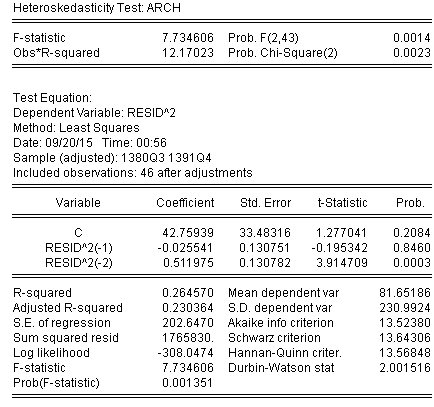 Heteroskedasticity Test: ARCH
F-statistic 7.734606 Prob. F(2,43) 0.0014
Obs*R-squared 12.17023 Prob. Chi-Square(2) 0.0023
Test Equation:
Dependent Variable: RESID^2
Method: Least Squares
Date: 09/20/15 Time: 00:56
Sample (adjusted): 1380Q3 1391Q4
Included observations: 46 after adjustments
Variable Coefficient Std. Error t-Statistic Prob.
C 42.75939 33.48316 1.277041 0.2084
RESID^2(-1) -0.025541 0.130751 -0.195342 0.8460
RESID^2(-2) 0.511975 0.130782 3.914709 0.0003
R-squared 0.264570 Mean dependent var 81.65186
Adjusted R-squared 0.230364 S.D. dependent var 230.9924
S.E. of regression 202.6470 Akaike info criterion 13.52380
Sum squared resid 1765830. Schwarz criterion 13.64306
Log likelihood -308.0474 Hannan-Quinn criter. 13.56848
F-statistic 7.734606 Durbin-Watson stat 2.001516
Prob(F-statistic) 0.001351